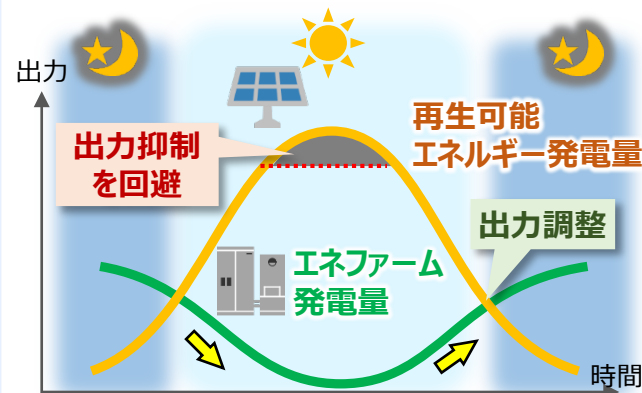 出力
出力抑制
を回避
再生可能
エネルギー発電量
出力調整
エネファーム
発電量
時間